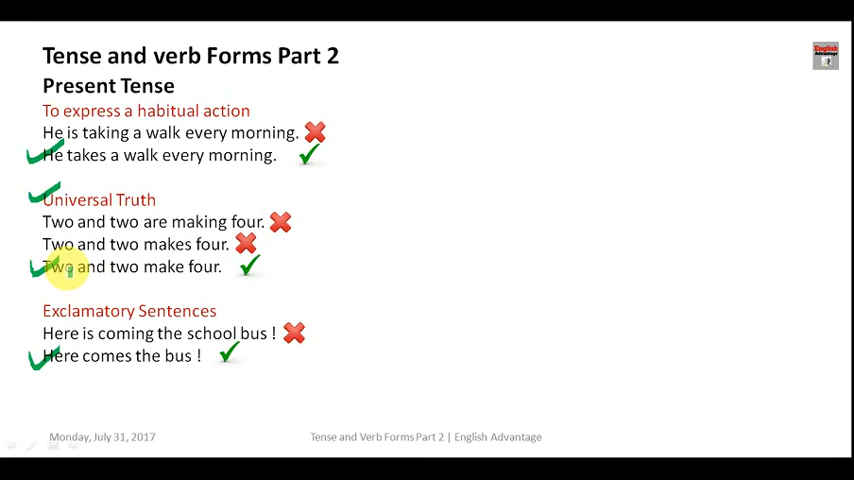 Tense and verb Forms Part 2
English
Advantage
Present Tense
To express a habitual action
He is taking a walk every morning.
He takes a walk every morning.
Universal Truth
Two and two are making four.
Two and two makes four.
Two and two make four.
Exclamatory Sentences
Here is coming the school bus !
Here comes the bus !
Monday, July 31, 2017
Tense and Verb Forms Part 2 | English Advantage